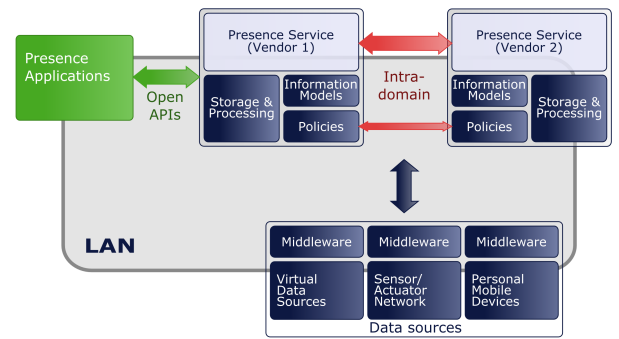 Presence
Applications
Open
APIs
Presence Service
(Vendor 1)
Storage &
Processing
Information
Models
Policies
Intra-
domain
Presence Service
(Vendor 2)
Information
Models
Policies
Storage &
Processing
LAN
Middleware
Middleware
Middleware
Virtual
Data
Sources
Sensor/
Actuator
Network
Personal
Mobile
Devices
Data sources